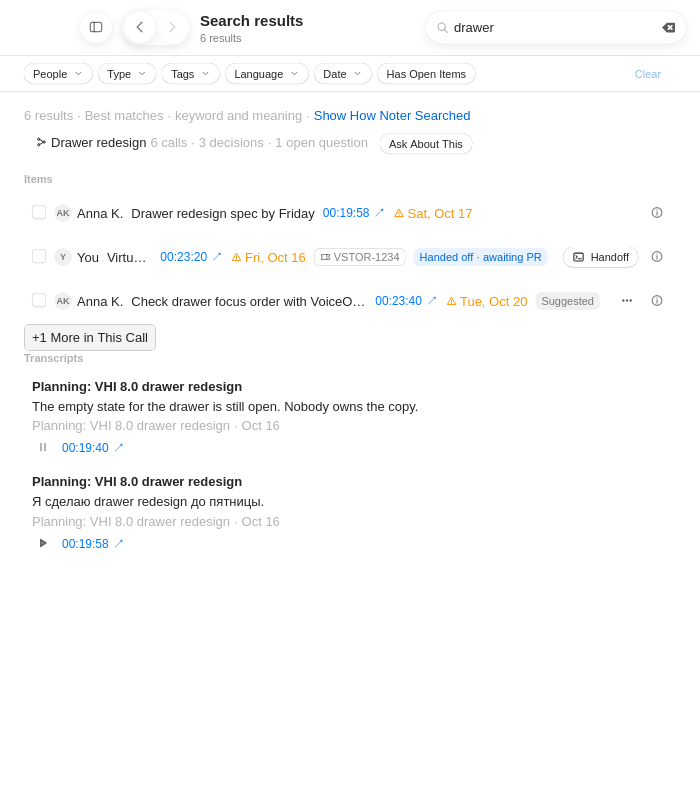 Search results
6 results
drawer
People
Type
Tags
Language
Date
Has Open Items
Clear
6 results · Best matches · keyword and meaning · Show How Noter Searched
Drawer redesign 6 calls · 3 decisions · 1 open question Ask About This
Items
AK Anna K. Drawer redesign spec by Friday 00:19:58 Sat, Oct 17
Y You Virtu… 00:23:20 Fri, Oct 16 VSTOR-1234 Handed off · awaiting PR Handoff
AK Anna K. Check drawer focus order with VoiceO… 00:23:40 Tue, Oct 20 Suggested
+1 More in This Call
Transcripts
Planning: VHI 8.0 drawer redesign
The empty state for the drawer is still open. Nobody owns the copy.
Planning: VHI 8.0 drawer redesign · Oct 16
00:19:40
Planning: VHI 8.0 drawer redesign
Я сделаю drawer redesign до пятницы.
Planning: VHI 8.0 drawer redesign · Oct 16
00:19:58